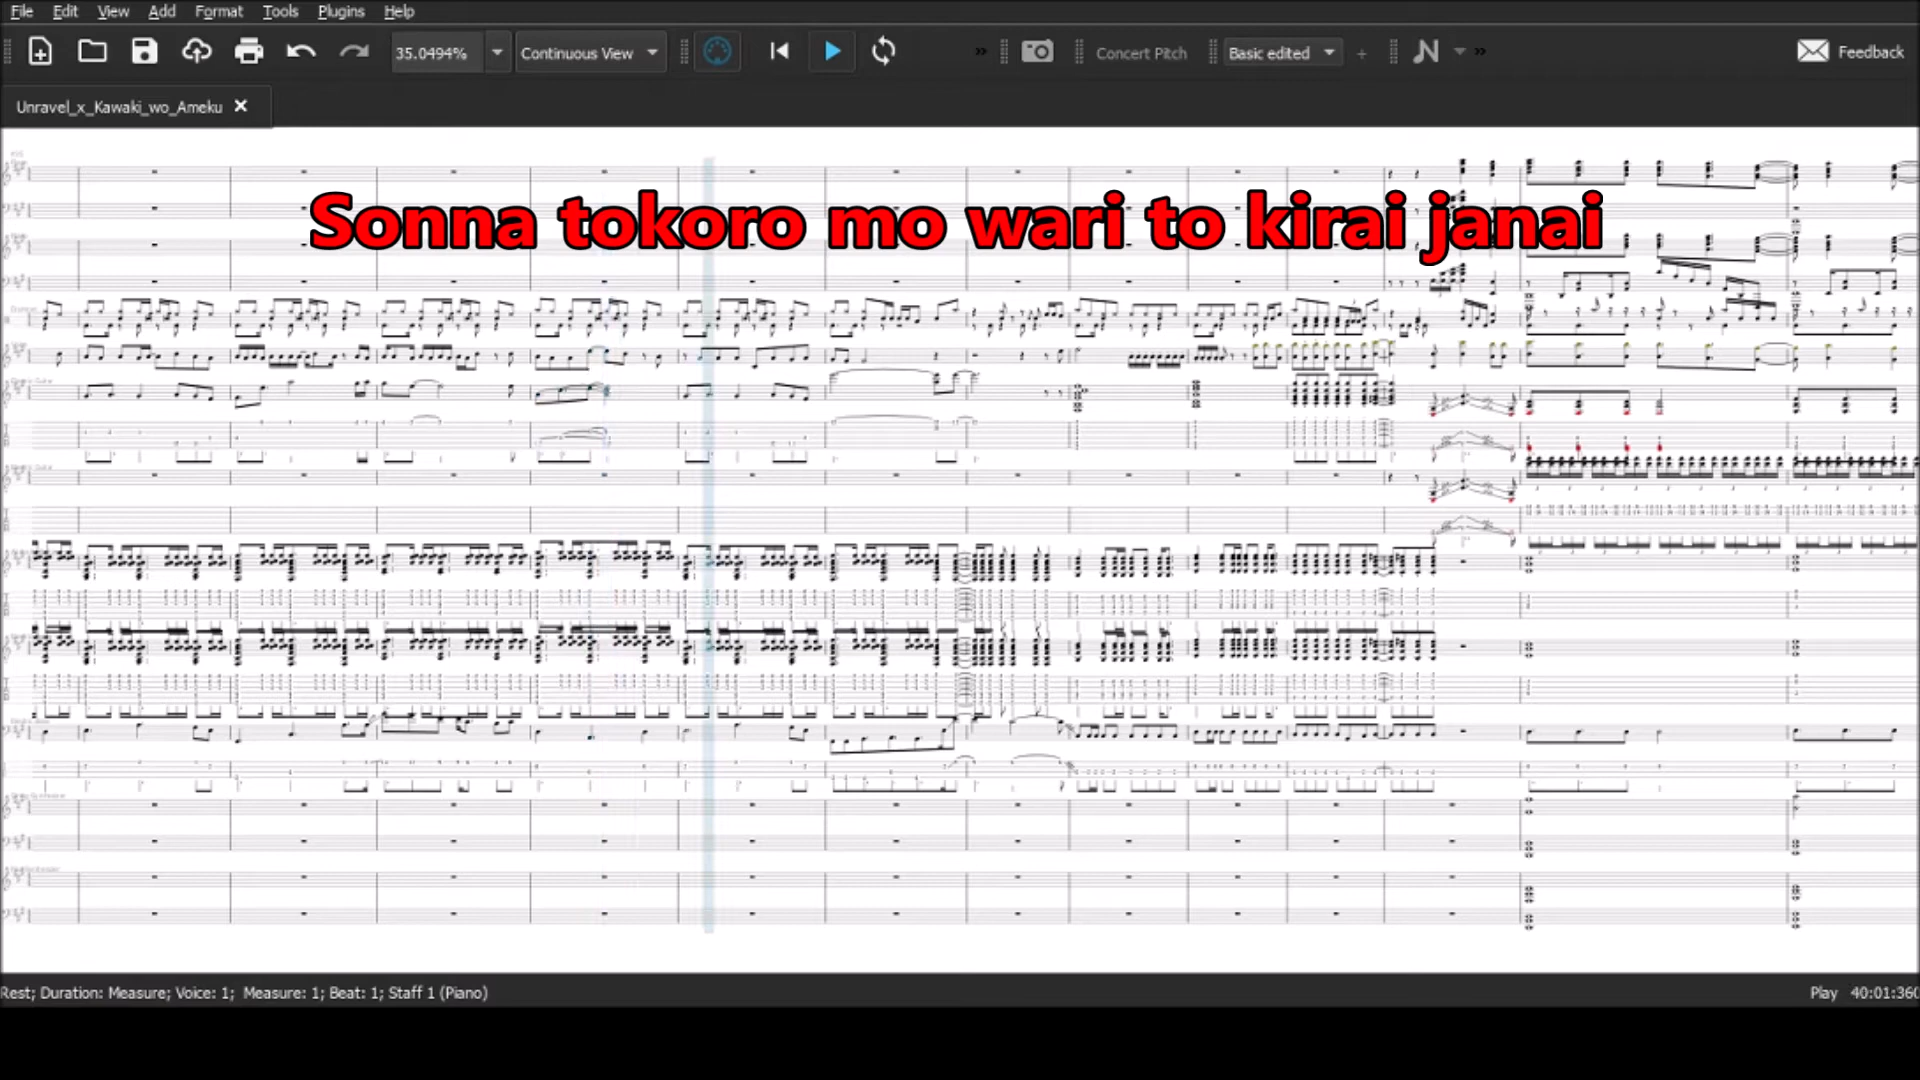 File Edit View Add Format Tools Plugins Help
35.0494% Continuous View » Concert Pitch Basic edited + » Feedback
Unravel_x_Kawaki_wo_Ameku
Sonna tokoro mo wari to kirai janai
Rest; Duration: Measure; Voice: 1; Measure: 1; Beat: 1; Staff 1 (Piano) Play 40:01:360